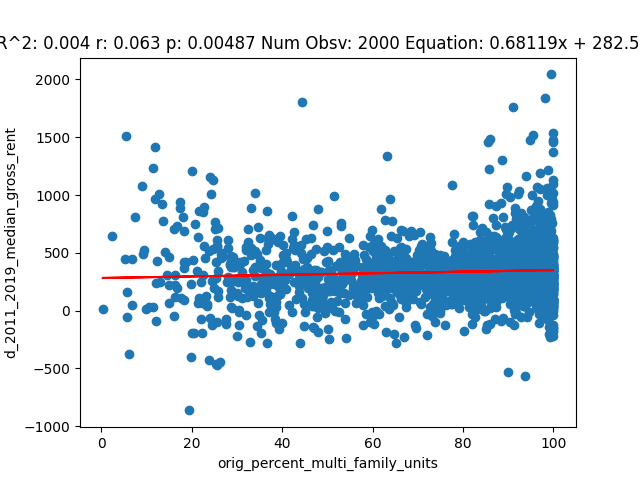 R^2: 0.004 r: 0.063 p: 0.00487 Num Obsv: 2000 Equation: 0.68119x + 282.5
2000
1500
1000
500
0
−500
−1000
d_2011_2019_median_gross_rent
0 20 40 60 80 100
orig_percent_multi_family_units